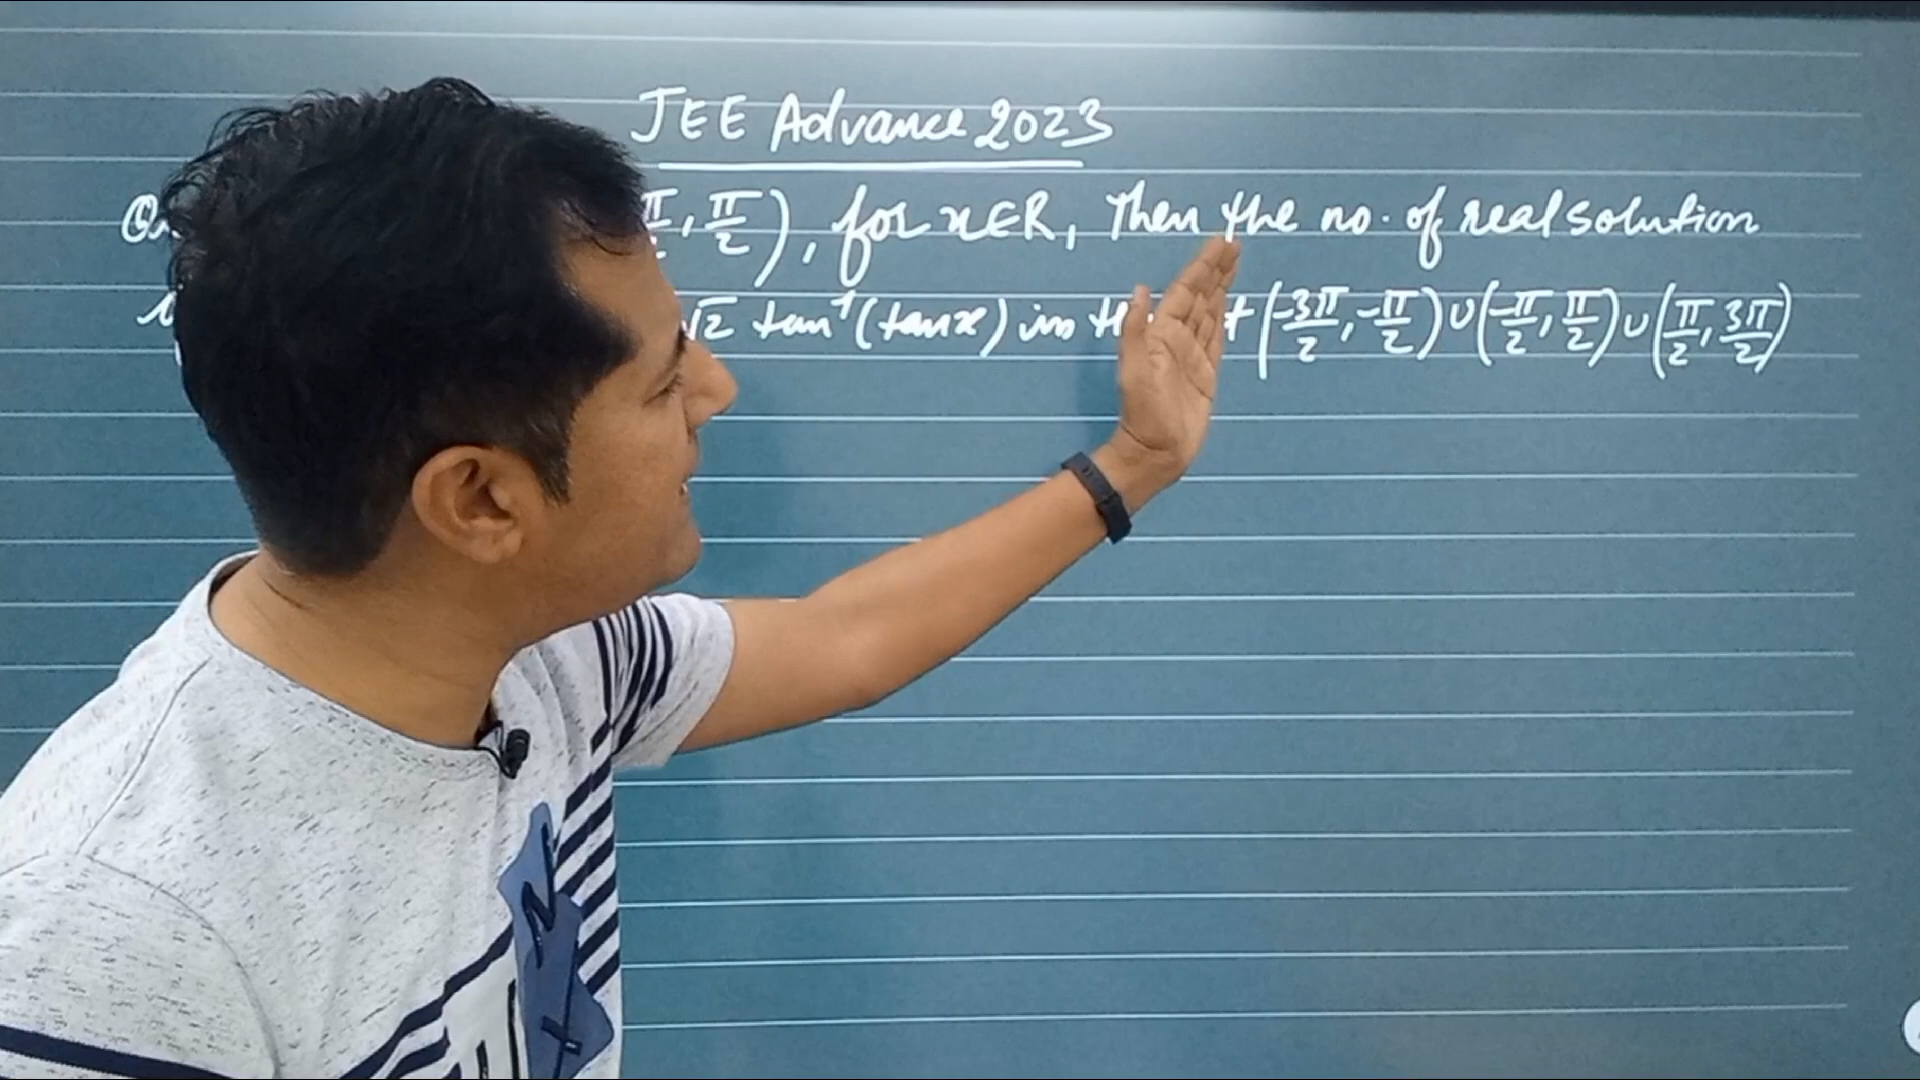 JEE Advance 2023
π/2, π/2), for x∈R, Then the no. of real solution
√2 tan⁻¹(tanx) in (-3π/2, -π/2)∪(-π/2, π/2)∪(π/2, 3π/2)